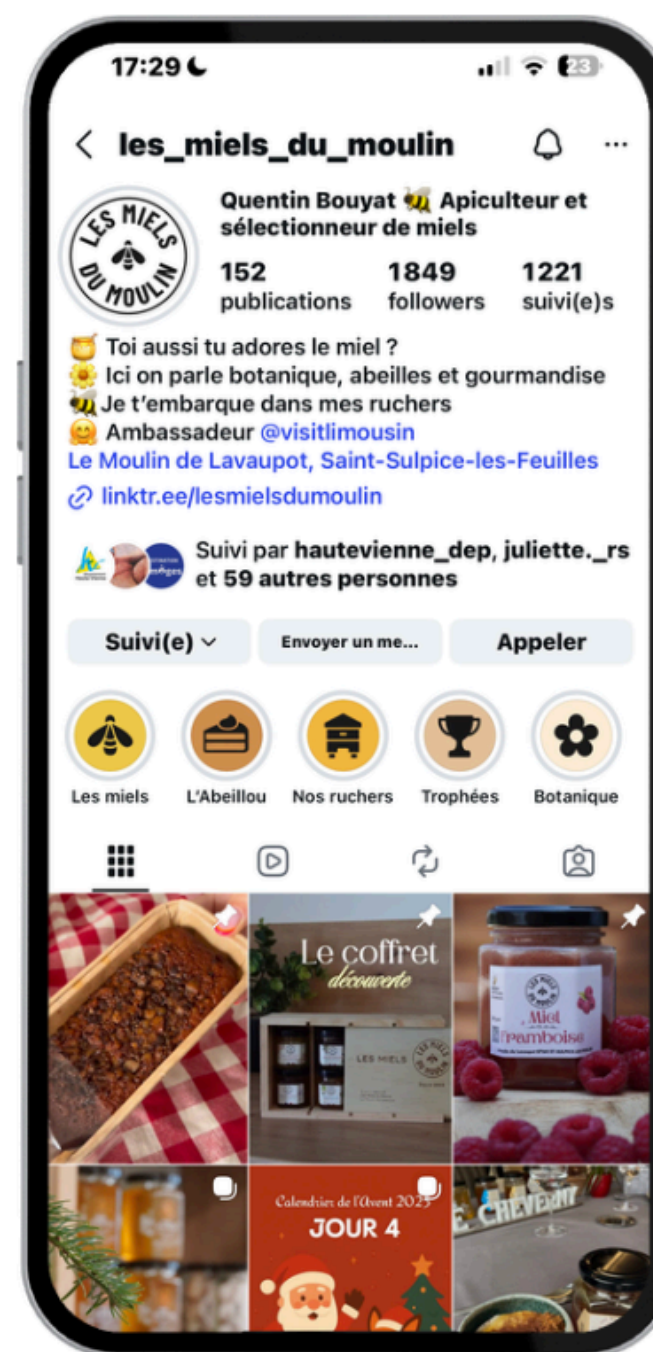 17:29
23
les_miels_du_moulin
LES MIELS
DU MOULIN
Quentin Bouyat 🐝 Apiculteur et
sélectionneur de miels
152 1849 1221
publications followers suivi(e)s
🍯 Toi aussi tu adores le miel ?
🌼 Ici on parle botanique, abeilles et gourmandise
🐝 Je t'embarque dans mes ruchers
🤗 Ambassadeur @visitlimousin
Le Moulin de Lavaupot, Saint-Sulpice-les-Feuilles
linktr.ee/lesmielsdumoulin
Suivi par hautevienne_dep, juliette._rs
et 59 autres personnes
Suivi(e) Envoyer un me... Appeler
Les miels L'Abeillou Nos ruchers Trophées Botanique
Le coffret
découverte
LES MIELS
LES MIELS
DU MOULIN
Miel
Framboise
Calendrier de l'Avent 2025
JOUR 4
E CHEVERNY